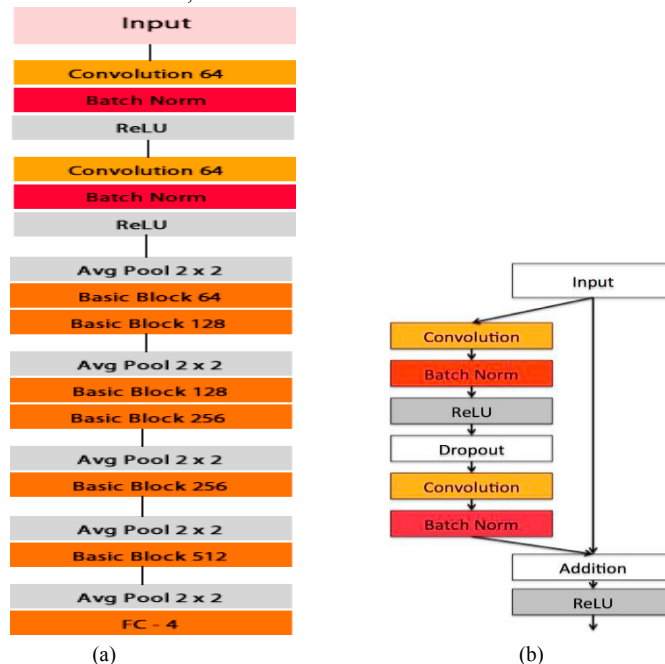 Input
Convolution 64
Batch Norm
ReLU
Convolution 64
Batch Norm
ReLU
Avg Pool 2 x 2
Basic Block 64
Basic Block 128
Avg Pool 2 x 2
Basic Block 128
Basic Block 256
Avg Pool 2 x 2
Basic Block 256
Avg Pool 2 x 2
Basic Block 512
Avg Pool 2 x 2
FC - 4
(a)
Input
Convolution
Batch Norm
ReLU
Dropout
Convolution
Batch Norm
Addition
ReLU
(b)